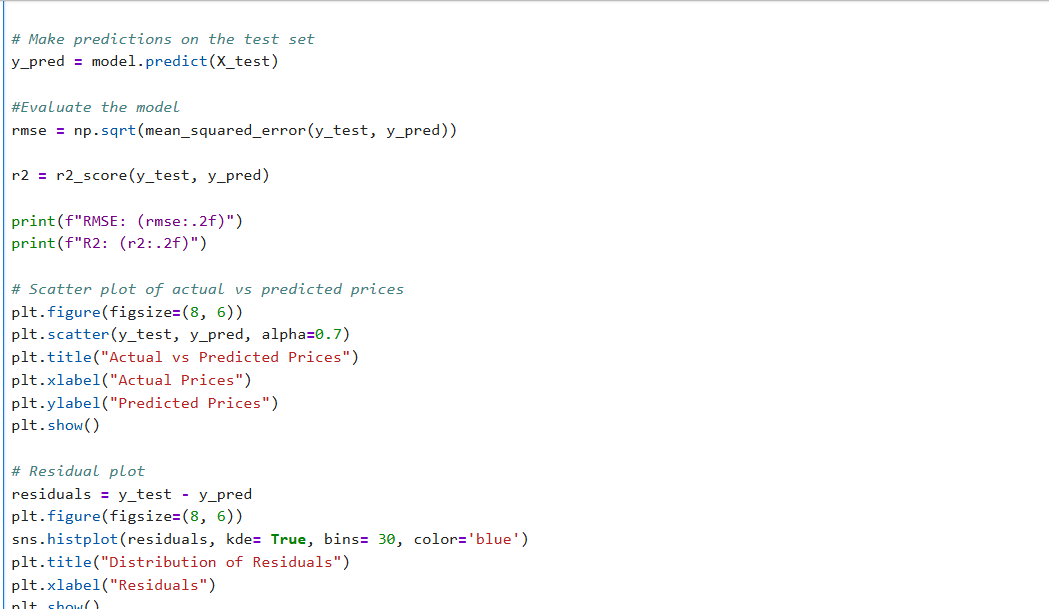 # Make predictions on the test set
y_pred = model.predict(X_test)
#Evaluate the model
rmse = np.sqrt(mean_squared_error(y_test, y_pred))
r2 = r2_score(y_test, y_pred)
print(f"RMSE: (rmse:.2f)")
print(f"R2: (r2:.2f)")
# Scatter plot of actual vs predicted prices
plt.figure(figsize=(8, 6))
plt.scatter(y_test, y_pred, alpha=0.7)
plt.title("Actual vs Predicted Prices")
plt.xlabel("Actual Prices")
plt.ylabel("Predicted Prices")
plt.show()
# Residual plot
residuals = y_test - y_pred
plt.figure(figsize=(8, 6))
sns.histplot(residuals, kde= True, bins= 30, color='blue')
plt.title("Distribution of Residuals")
plt.xlabel("Residuals")
plt.show()